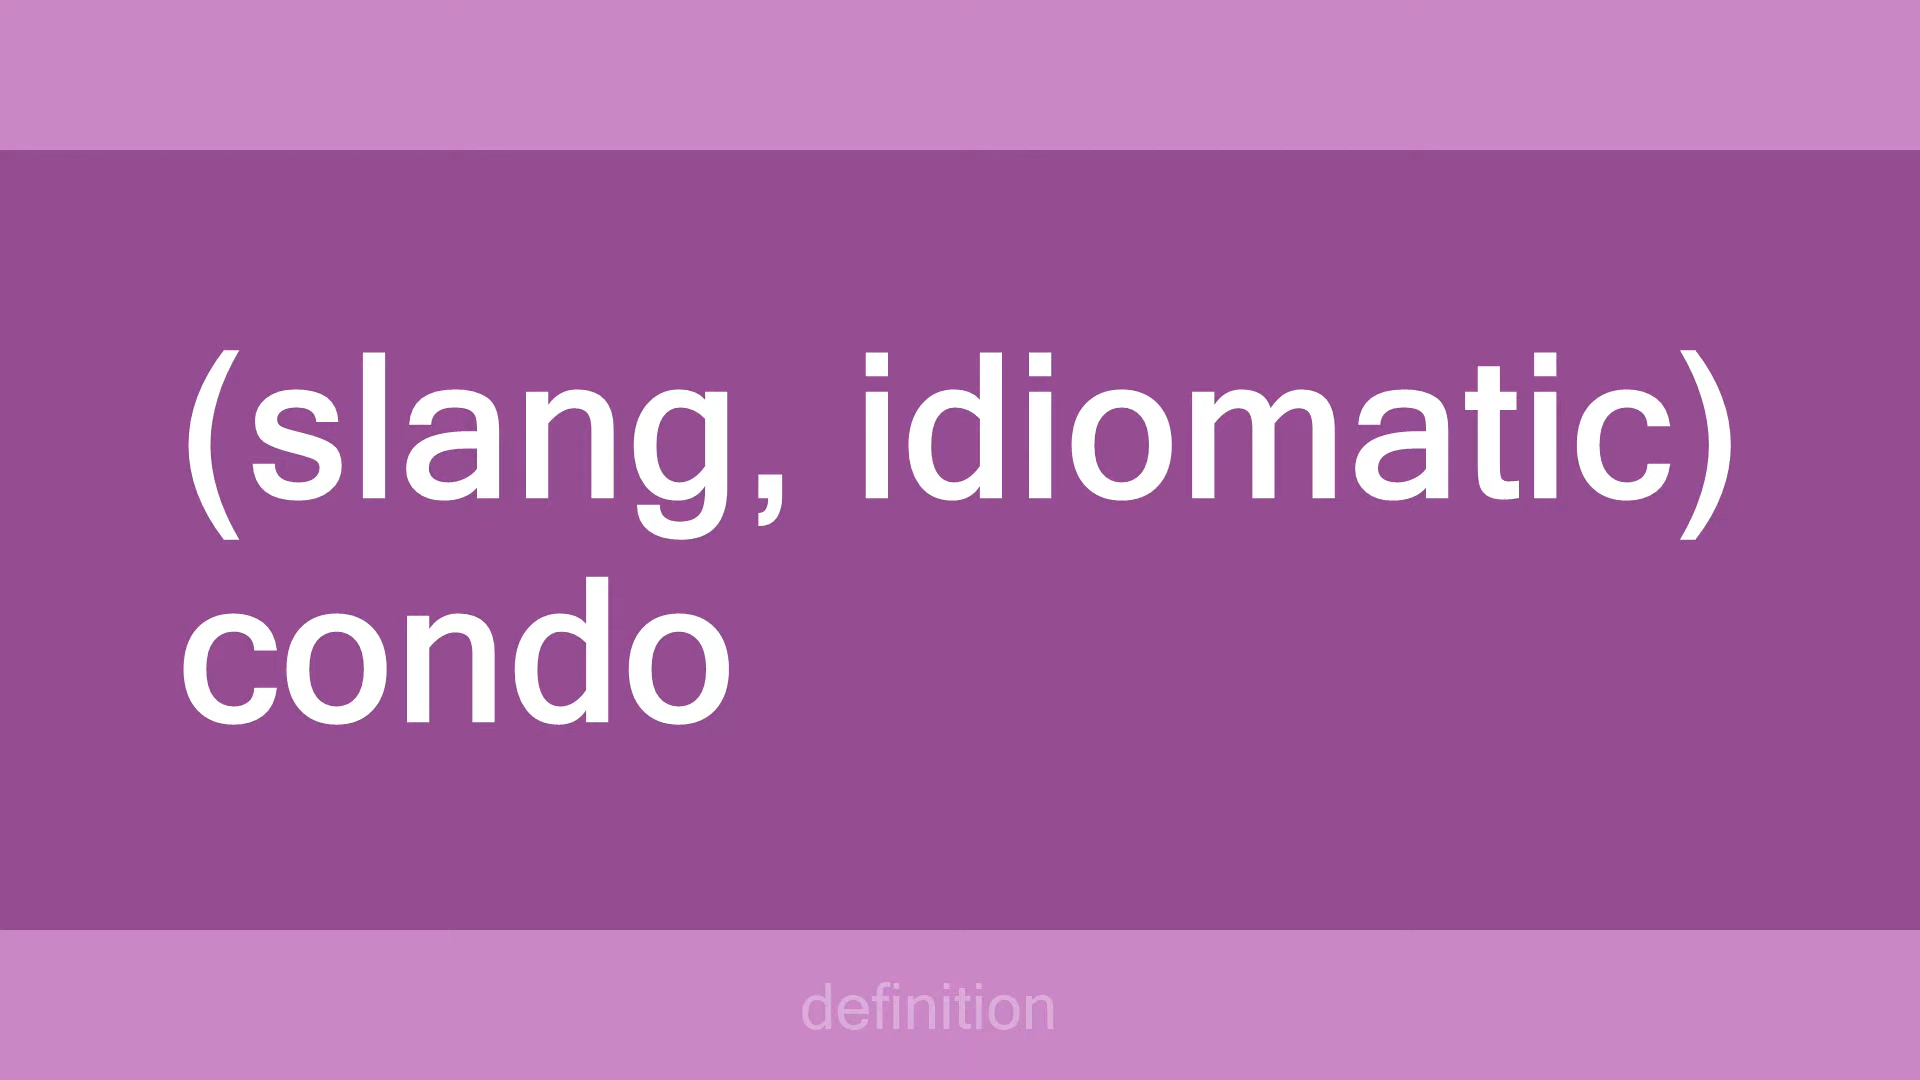 (slang, idiomatic)
condo
definition